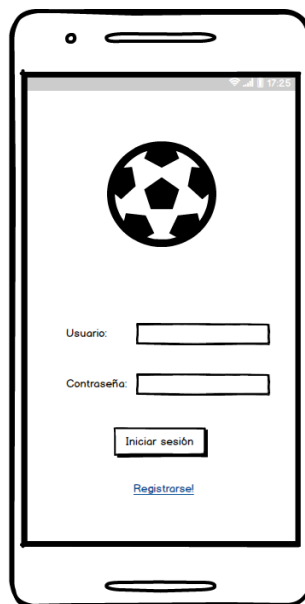 17:25
Usuario:
Contraseña:
Iniciar sesión
Registrarse!